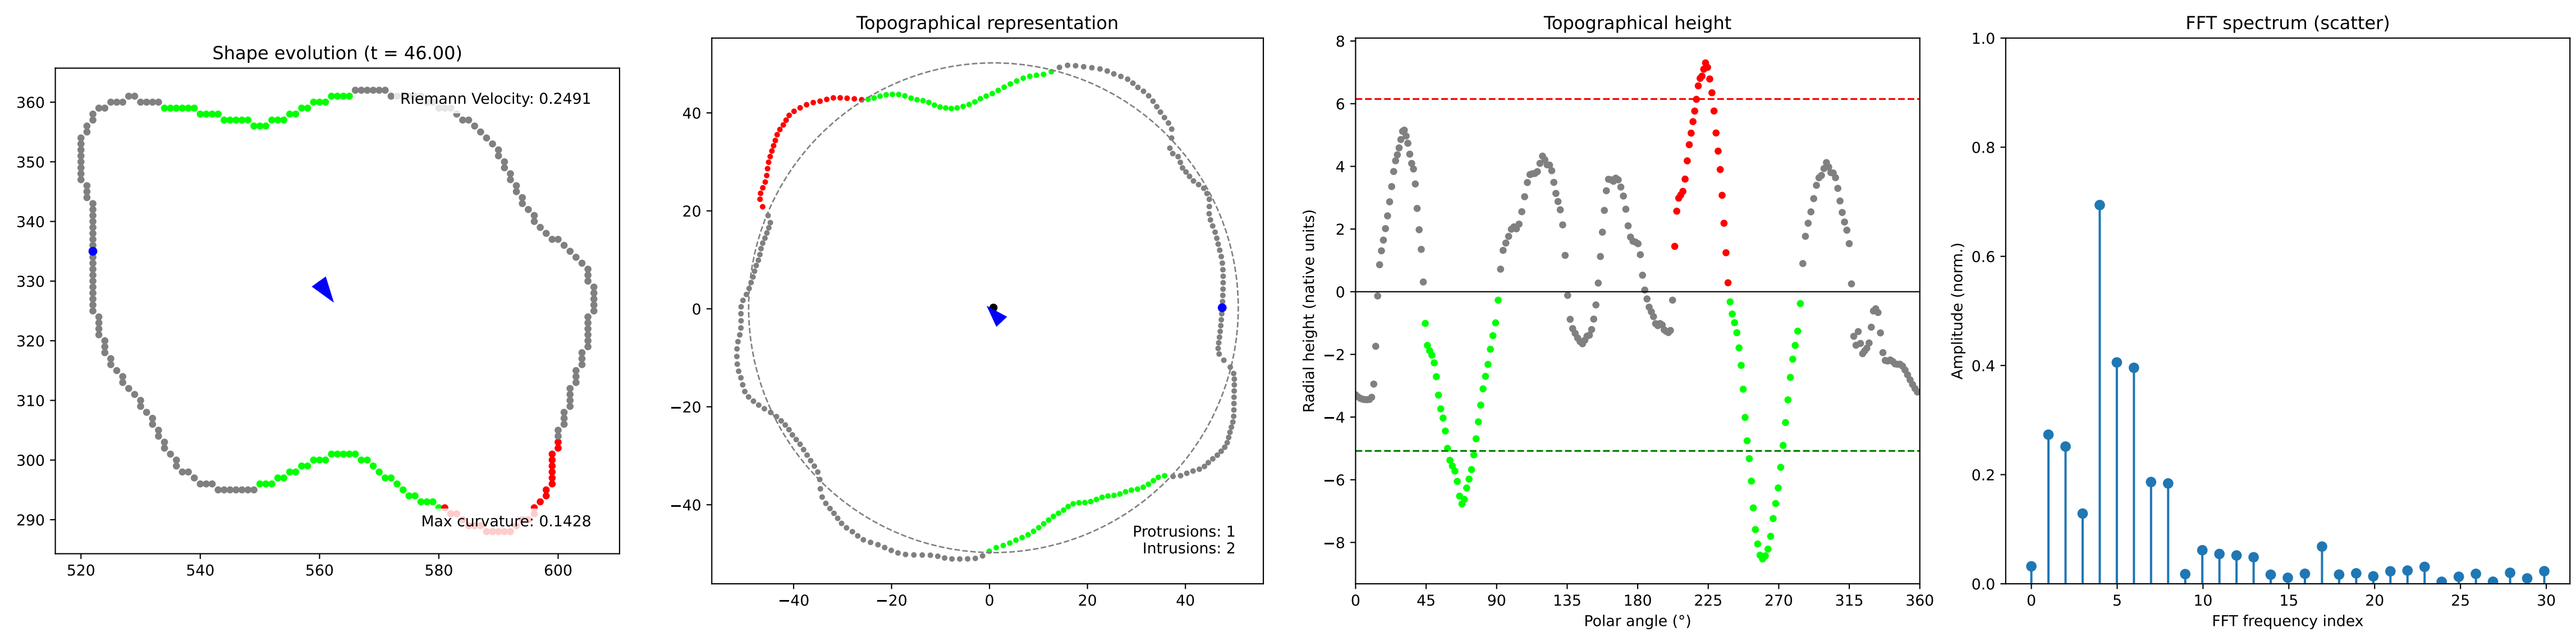 Shape evolution (t = 46.00)
Riemann Velocity: 0.2491
Max curvature: 0.1428
360
350
340
330
320
310
300
290
520 540 560 580 600
Topographical representation
40
20
0
−20
−40
−40 −20 0 20 40
Protrusions: 1
Intrusions: 2
Topographical height
Radial height (native units)
8
6
4
2
0
−2
−4
−6
−8
0 45 90 135 180 225 270 315 360
Polar angle (°)
FFT spectrum (scatter)
Amplitude (norm.)
1.0
0.8
0.6
0.4
0.2
0.0
0 5 10 15 20 25 30
FFT frequency index